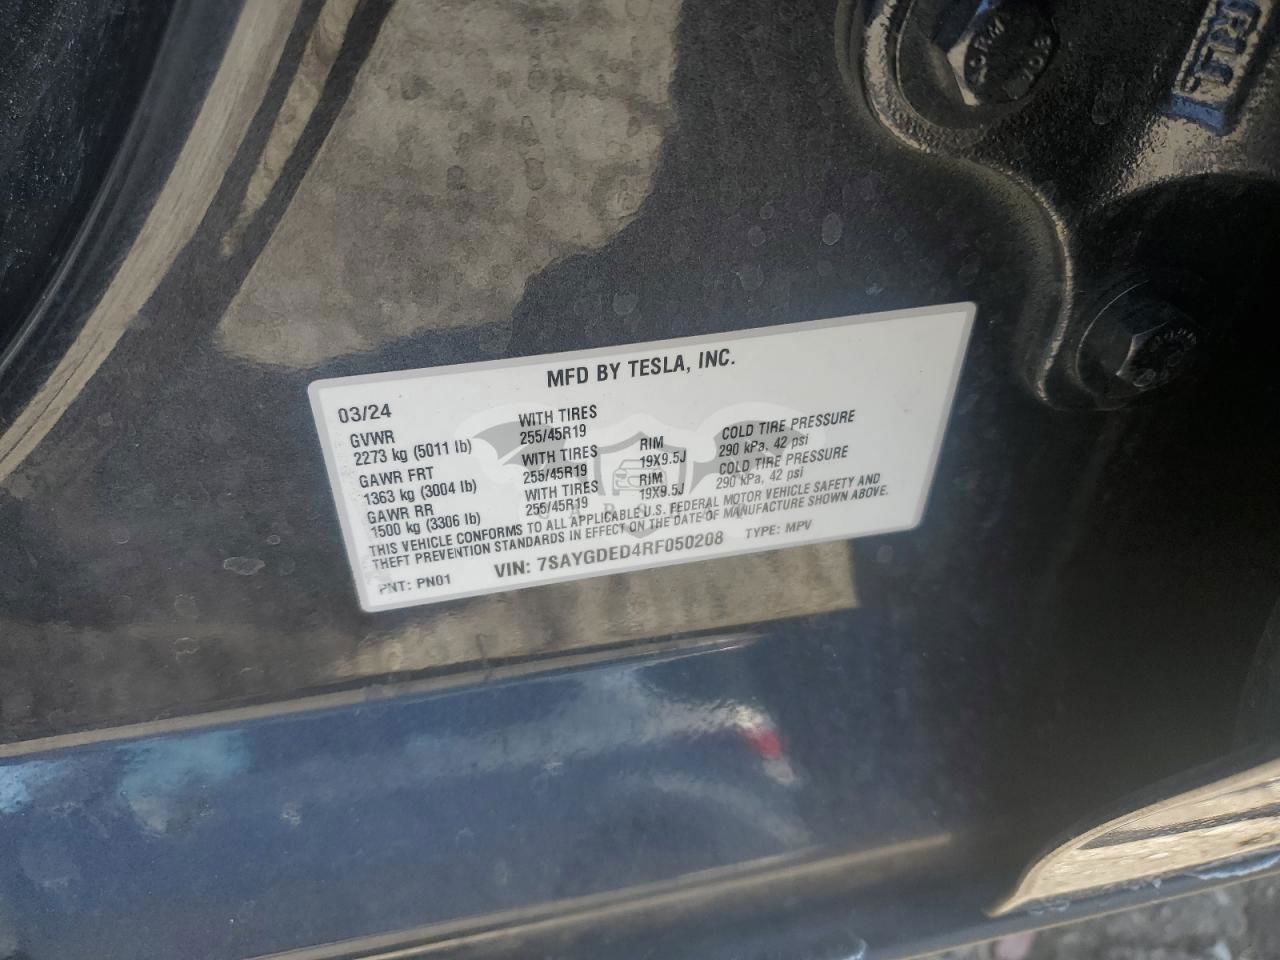 MFD BY TESLA, INC.
03/24
GVWR
2273 kg (5011 lb)
GAWR FRT
1363 kg (3004 lb)
GAWR RR
1500 kg (3306 lb)
WITH TIRES
255/45R19
WITH TIRES
255/45R19
WITH TIRES
255/45R19
RIM
19X9.5J
RIM
19X9.5J
COLD TIRE PRESSURE
290 kPa, 42 psi
COLD TIRE PRESSURE
290 kPa, 42 psi
THIS VEHICLE CONFORMS TO ALL APPLICABLE U.S. FEDERAL MOTOR VEHICLE SAFETY AND
THEFT PREVENTION STANDARDS IN EFFECT ON THE DATE OF MANUFACTURE SHOWN ABOVE.
PNT: PN01 VIN: 7SAYGDED4RF050208 TYPE: MPV